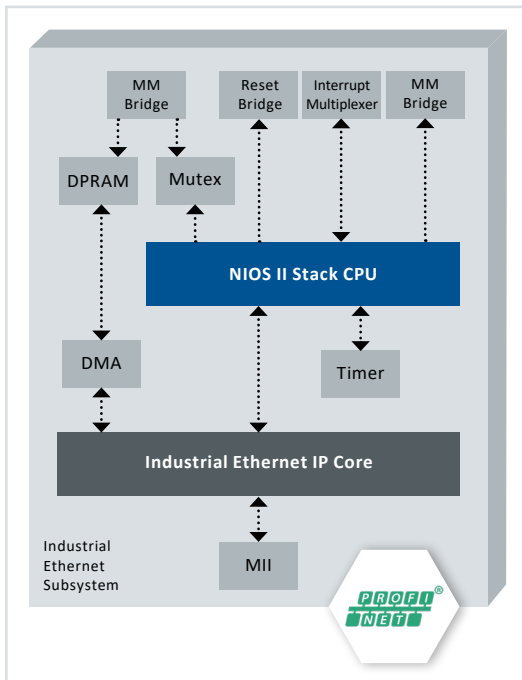 MM
Bridge
Reset
Bridge
Interrupt
Multiplexer
MM
Bridge
DPRAM
Mutex
NIOS II Stack CPU
DMA
Timer
Industrial Ethernet IP Core
Industrial
Ethernet
Subsystem
MII
PROFI
NET
®